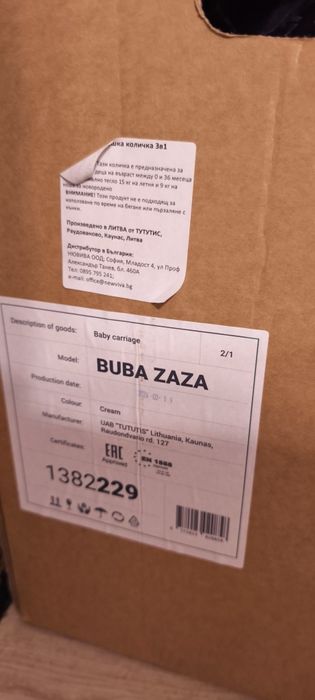 количка 3в1
Тази количка е предназначена за
деца на възраст между 0 и 36 месеца
тегло 15 кг на летня и 9 кг на
новородено
ВНИМАНИЕ! Този продукт не е подходящ за
използване по време на бягане или пързаляне с
кънки.
Произведено в ЛИТВА от ТУТУТИС,
Раудондварио, Каунас, Литва
Дистрибутор в България:
НЮВИВА ООД; София, Младост 4, ул Проф
Александър Танев, бл. 460А
Тел: 0895 795 241;
e-mail: office@newviva.bg
Description of goods: Baby carriage 2/1
Model: BUBA ZAZA
Production date:
Colour: Cream
Manufacturer: UAB "TUTUTIS" Lithuania, Kaunas,
Raudondvario rd. 127
Certificates: EAC Approved EN 1888
1382229